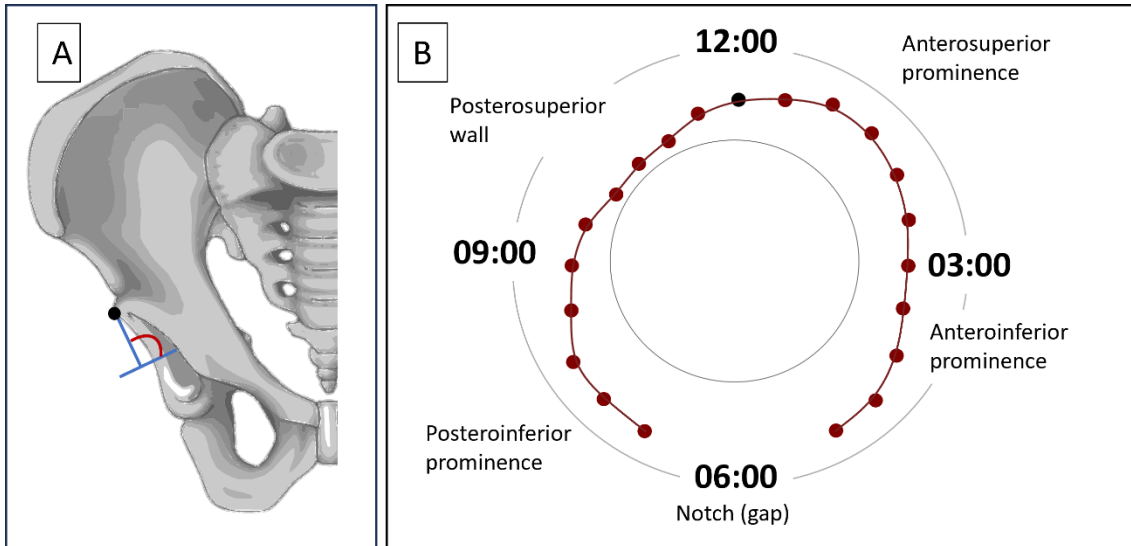 A
B
12:00
Anterosuperior
prominence
Posterosuperior
wall
09:00
03:00
Anteroinferior
prominence
Posteroinferior
prominence
06:00
Notch (gap)